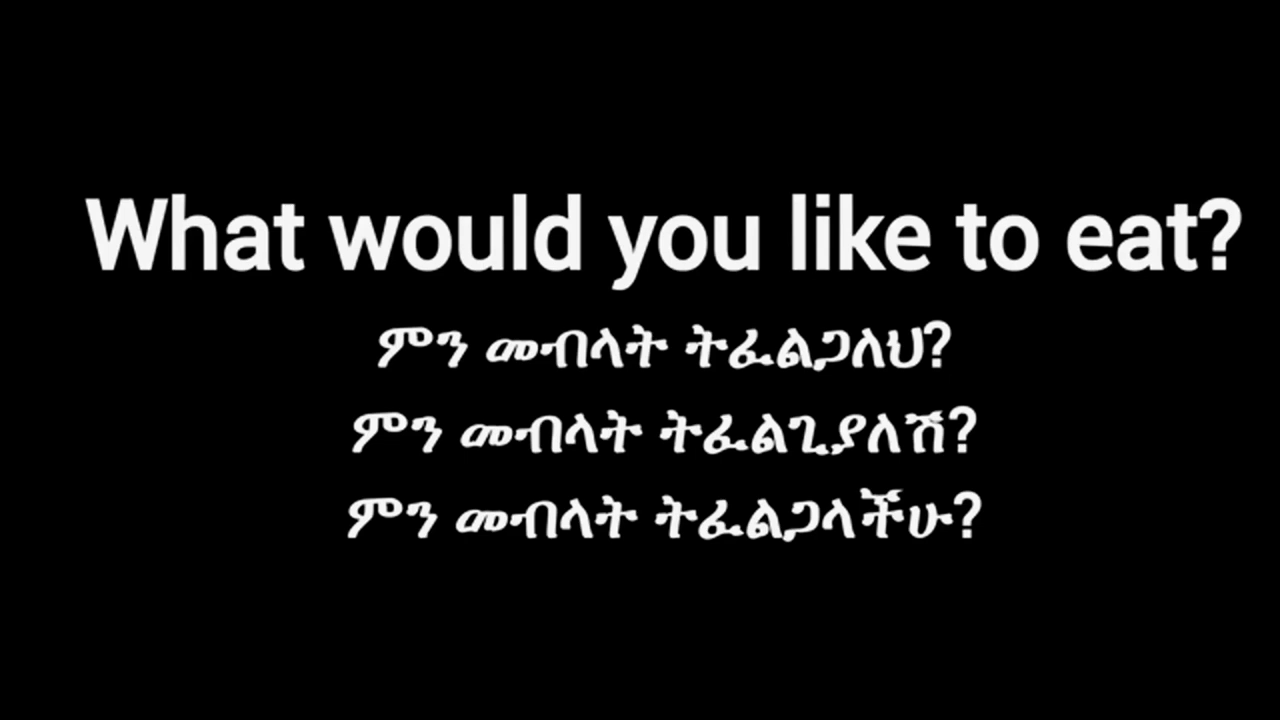 What would you like to eat?
ምን መብላት ትፈልጋለህ?
ምን መብላት ትፈልጊያለሽ?
ምን መብላት ትፈልጋላችሁ?